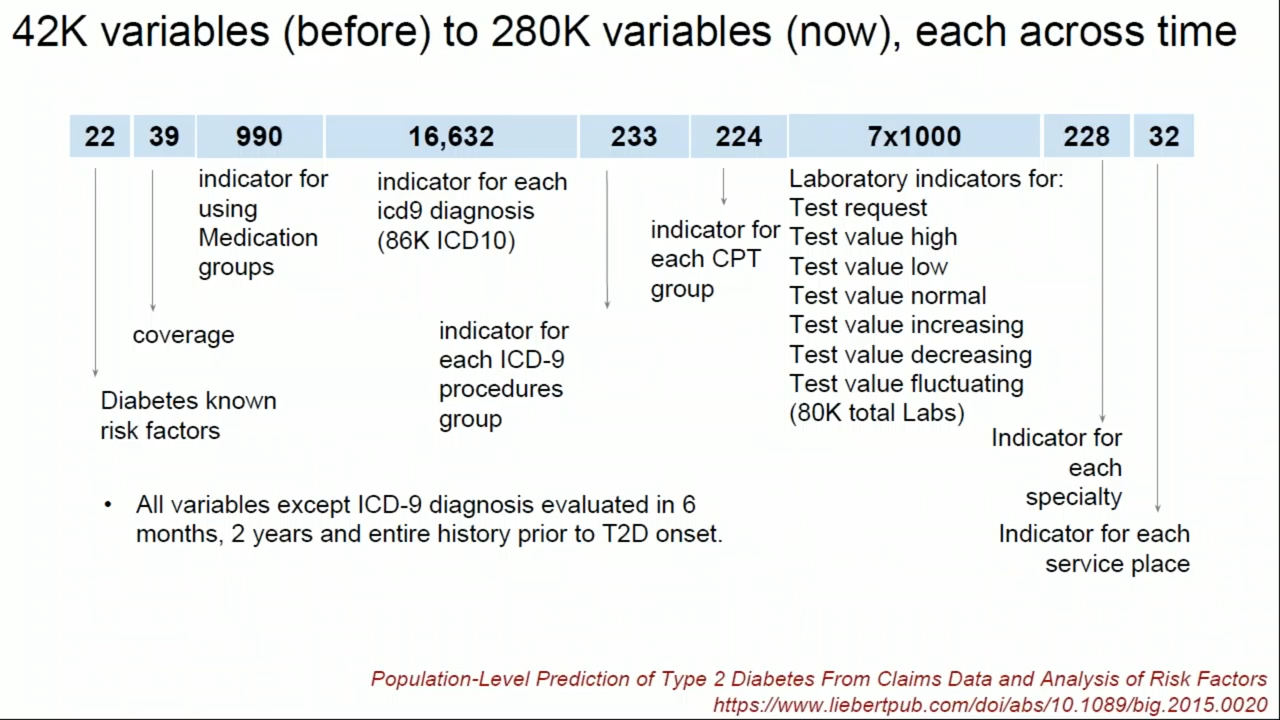 42K variables (before) to 280K variables (now), each across time
22 39 990 16,632 233 224 7x1000 228 32
indicator for
using
Medication
groups
indicator for each
icd9 diagnosis
(86K ICD10)
indicator for
each CPT
group
Laboratory indicators for:
Test request
Test value high
Test value low
Test value normal
Test value increasing
Test value decreasing
Test value fluctuating
(80K total Labs)
coverage
indicator for
each ICD-9
procedures
group
Diabetes known
risk factors
Indicator for
each
specialty
Indicator for each
service place
• All variables except ICD-9 diagnosis evaluated in 6
months, 2 years and entire history prior to T2D onset.
Population-Level Prediction of Type 2 Diabetes From Claims Data and Analysis of Risk Factors
https://www.liebertpub.com/doi/abs/10.1089/big.2015.0020